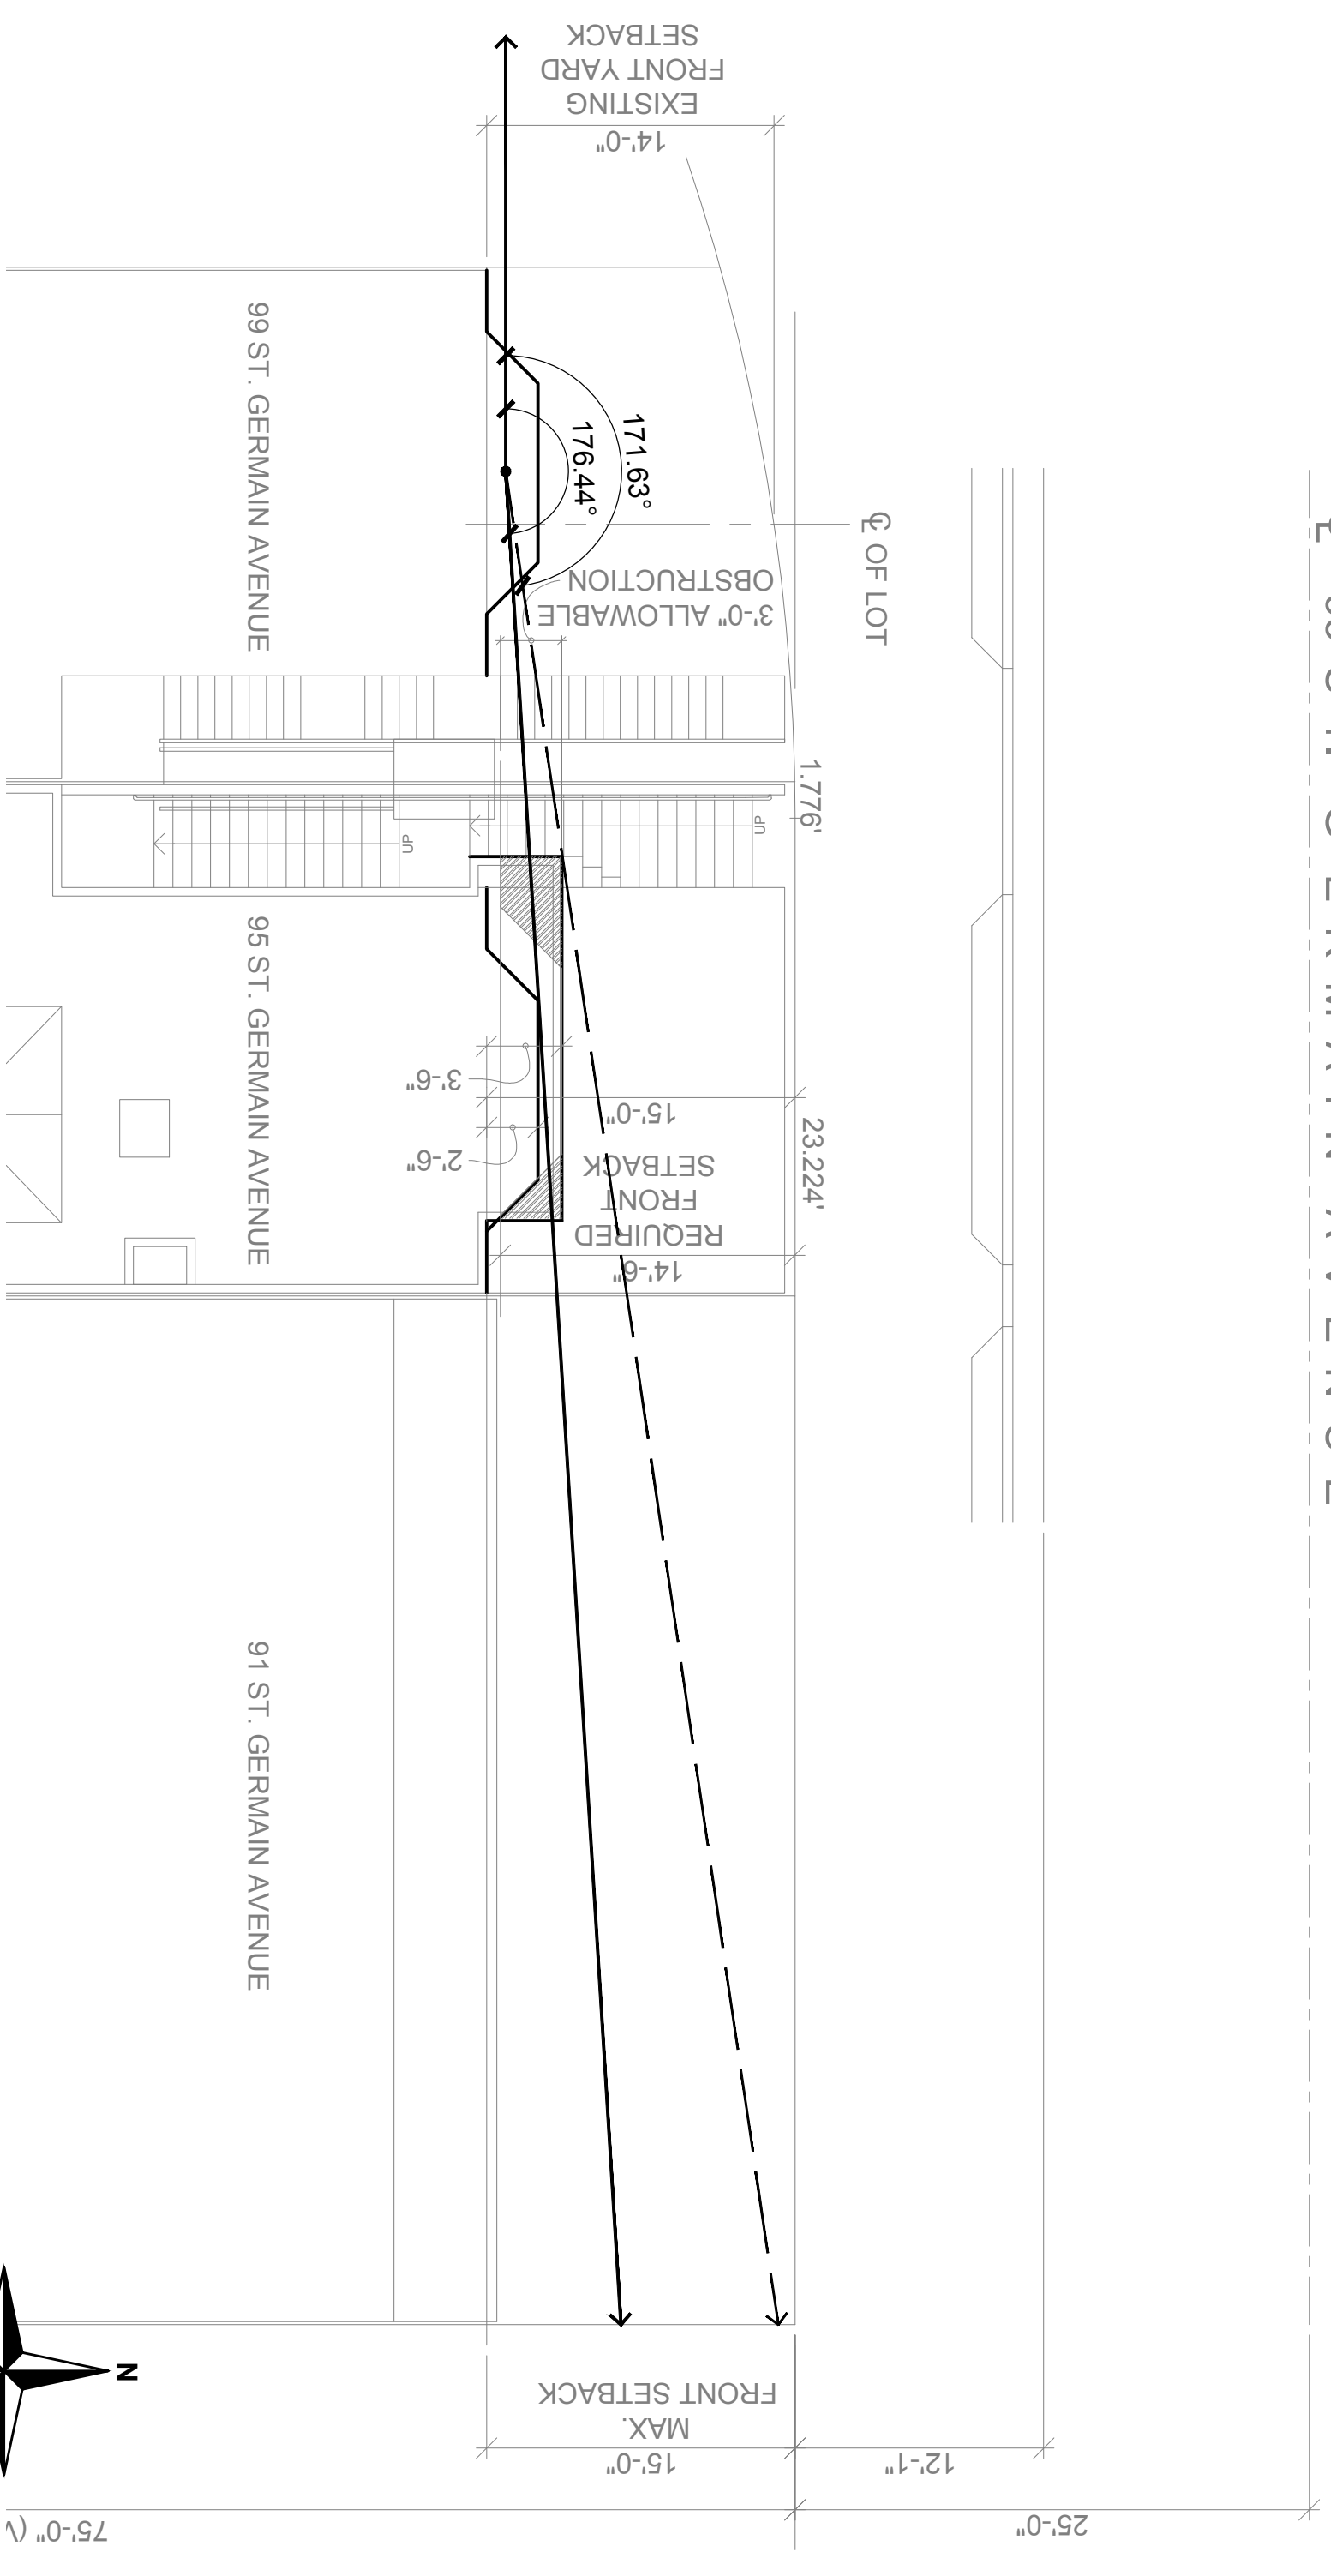 EXISTING
FRONT YARD
SETBACK
14'-0"
99 ST. GERMAIN AVENUE
171.63°
176.44°
℄ OF LOT
3'-0" ALLOWABLE
OBSTRUCTION
1.776'
UP
UP
95 ST. GERMAIN AVENUE
3'-6"
15'-0"
2'-6"
23.224'
REQUIRED
FRONT
SETBACK
14'-6"
91 ST. GERMAIN AVENUE
N
MAX.
FRONT SETBACK
15'-0"
12'-1"
75'-0"
25'-0"